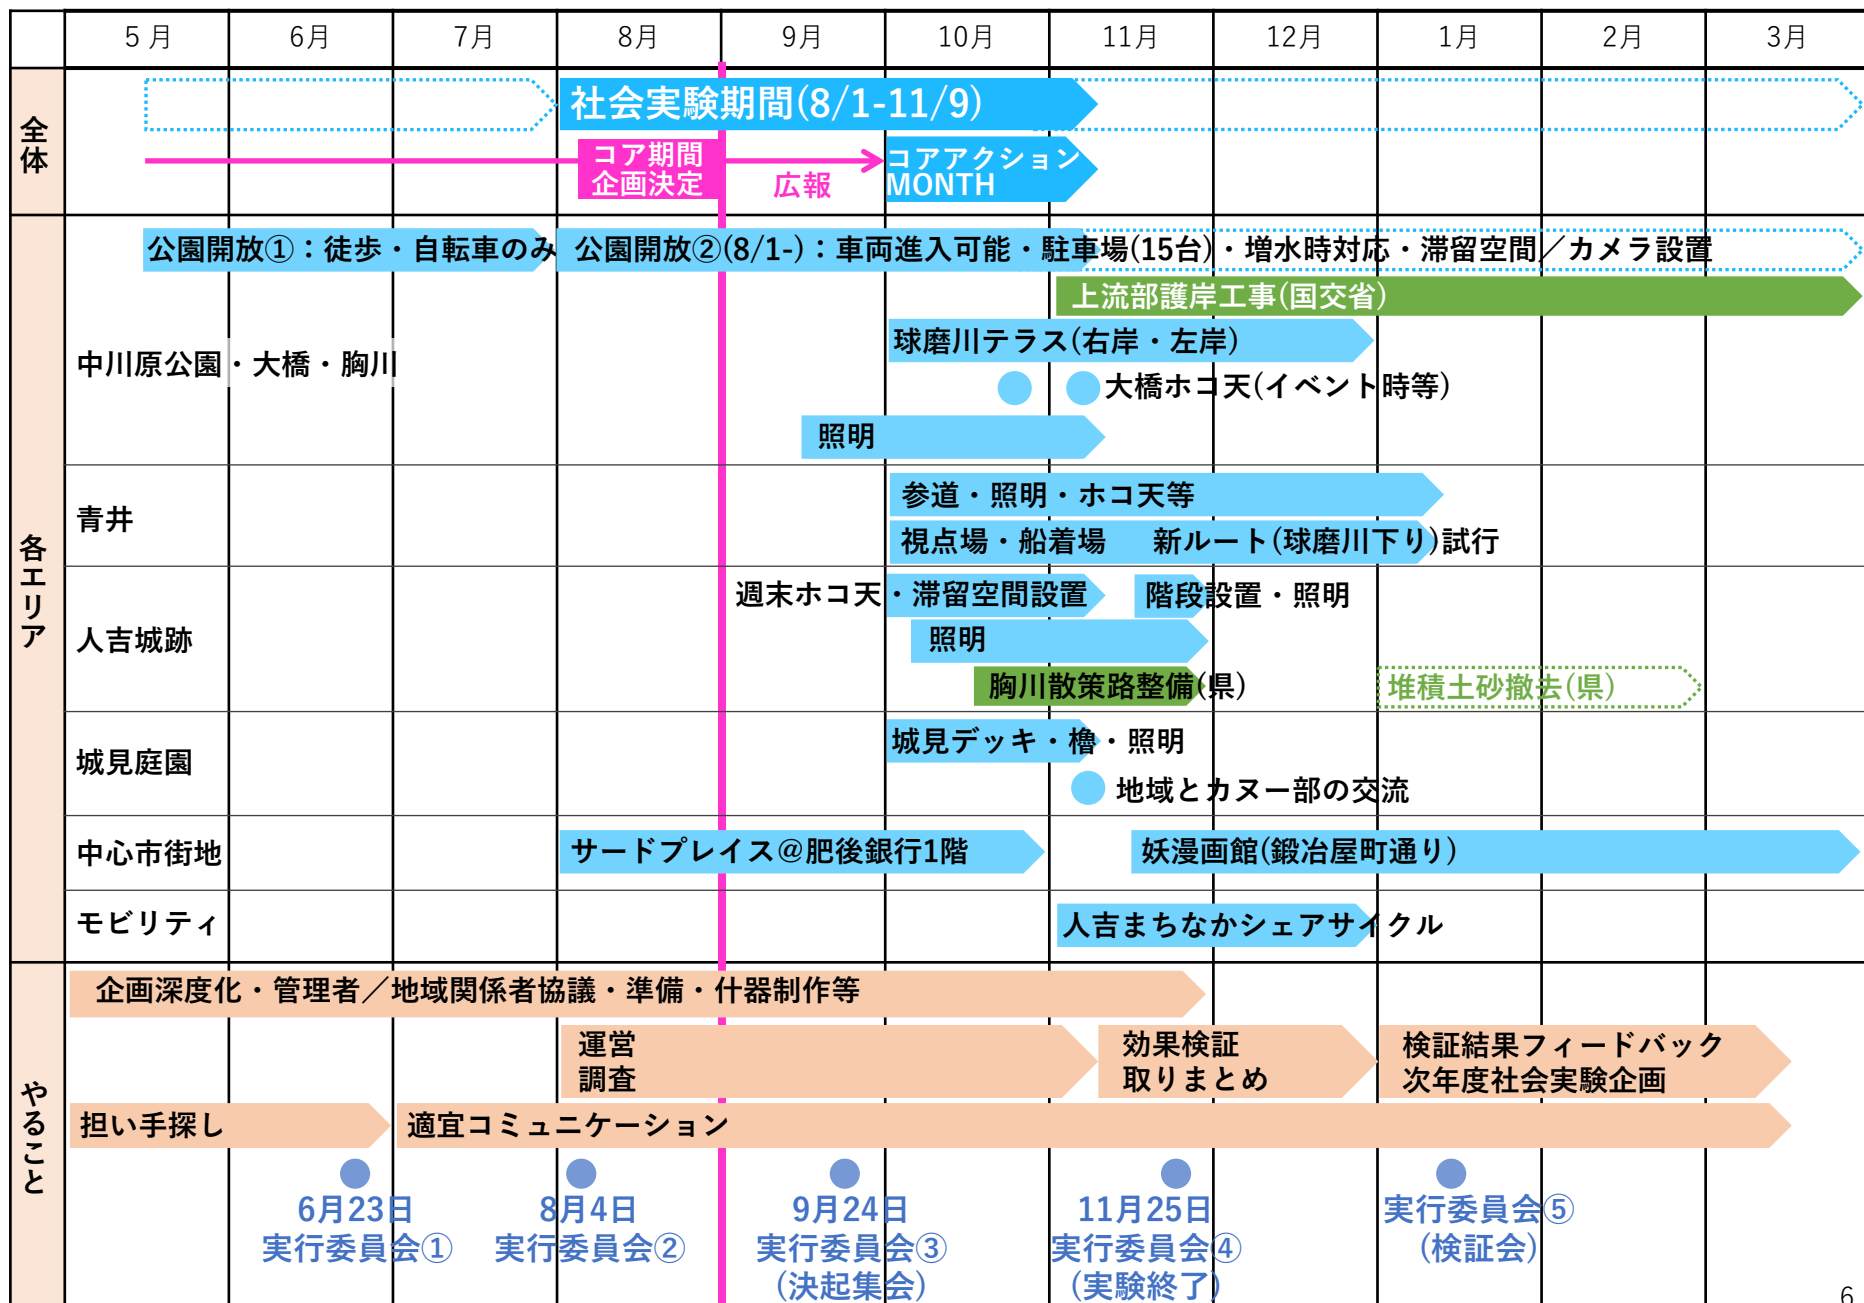 5月 6月 7月 8月 9月 10月 11月 12月 1月 2月 3月
全体
社会実験期間(8/1-11/9)
コア期間
企画決定
広報
コアアクション
MONTH
各エリア
公園開放①：徒歩・自転車のみ 公園開放②(8/1-)：車両進入可能・駐車場(15台)・増水時対応・滞留空間／カメラ設置
上流部護岸工事(国交省)
球磨川テラス(右岸・左岸)
中川原公園・大橋・胸川
大橋ホコ天(イベント時等)
照明
青井
参道・照明・ホコ天等
視点場・船着場 新ルート(球磨川下り)試行
人吉城跡
週末ホコ天・滞留空間設置 階段設置・照明
照明
胸川散策路整備(県) 堆積土砂撤去(県)
城見庭園
城見デッキ・櫓・照明
地域とカヌー部の交流
中心市街地 サードプレイス@肥後銀行1階 妖漫画館(鍛冶屋町通り)
モビリティ 人吉まちなかシェアサイクル
やること
企画深度化・管理者／地域関係者協議・準備・什器制作等
運営
調査
効果検証
取りまとめ
検証結果フィードバック
次年度社会実験企画
担い手探し 適宜コミュニケーション
6月23日
実行委員会①
8月4日
実行委員会②
9月24日
実行委員会③
(決起集会)
11月25日
実行委員会④
(実験終了)
実行委員会⑤
(検証会)
6